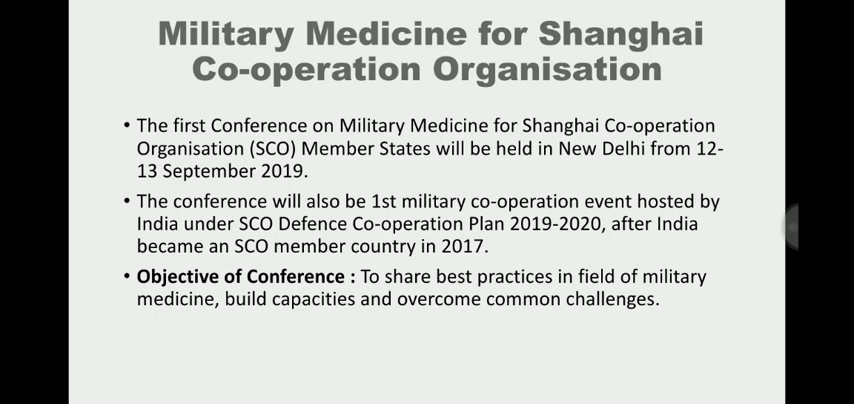 Military Medicine for Shanghai
Co-operation Organisation
• The first Conference on Military Medicine for Shanghai Co-operation
Organisation (SCO) Member States will be held in New Delhi from 12-
13 September 2019.
• The conference will also be 1st military co-operation event hosted by
India under SCO Defence Co-operation Plan 2019-2020, after India
became an SCO member country in 2017.
• Objective of Conference : To share best practices in field of military
medicine, build capacities and overcome common challenges.